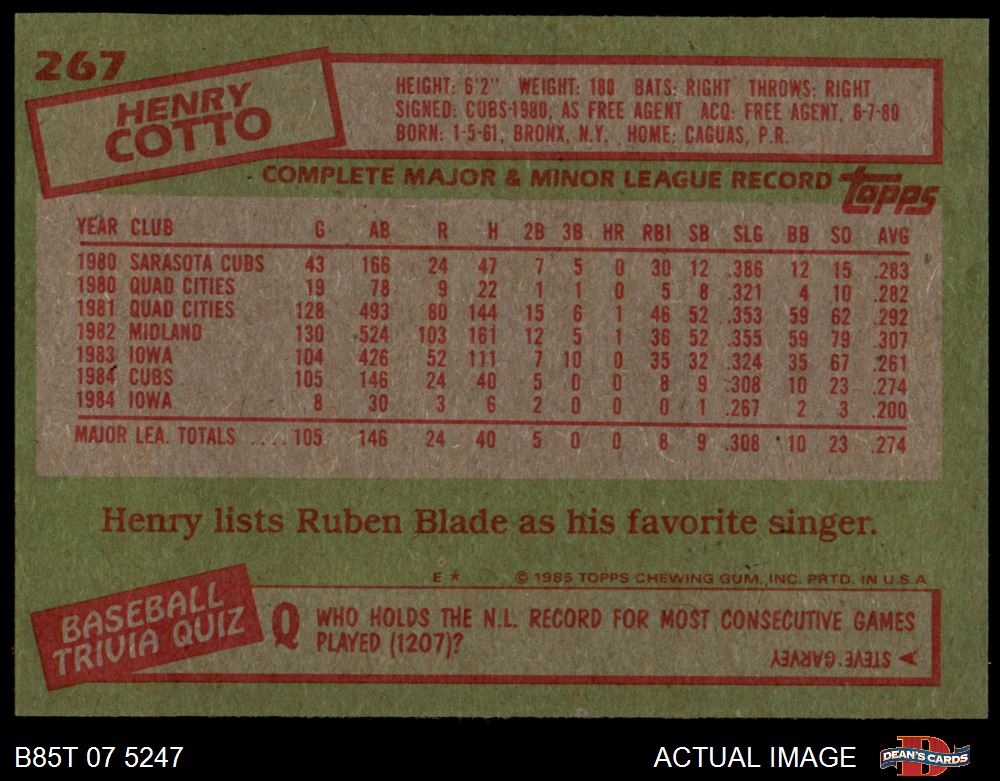 267
HENRY
COTTO
HEIGHT: 6'2" WEIGHT: 180 BATS: RIGHT THROWS: RIGHT
SIGNED: CUBS-1980, AS FREE AGENT ACQ: FREE AGENT, 6-7-80
BORN: 1-5-61, BRONX, N.Y. HOME: CAGUAS, P.R.
COMPLETE MAJOR & MINOR LEAGUE RECORD topps
YEAR CLUB G AB R H 2B 3B HR RBI SB SLG BB SO AVG
1980 SARASOTA CUBS 43 166 24 47 7 5 0 30 12 .386 12 15 .283
1980 QUAD CITIES 19 78 9 22 1 1 0 5 8 .321 4 10 .282
1981 QUAD CITIES 128 493 80 144 15 6 1 46 52 .353 59 62 .292
1982 MIDLAND 130 524 103 161 12 5 1 36 52 .355 59 79 .307
1983 IOWA 104 426 52 111 7 10 0 35 32 .324 35 67 .261
1984 CUBS 105 146 24 40 5 0 0 8 9 .308 10 23 .274
1984 IOWA 8 30 3 6 2 0 0 0 1 .267 2 3 .200
MAJOR LEA. TOTALS .... 105 146 24 40 5 0 0 8 9 .308 10 23 .274
Henry lists Ruben Blade as his favorite singer.
E * © 1985 TOPPS CHEWING GUM, INC. PRTD. IN U.S.A
BASEBALL
TRIVIA QUIZ
Q WHO HOLDS THE N.L. RECORD FOR MOST CONSECUTIVE GAMES
PLAYED (1207)?
STEVE GARVEY
B85T 07 5247
ACTUAL IMAGE
DEAN'S CARDS